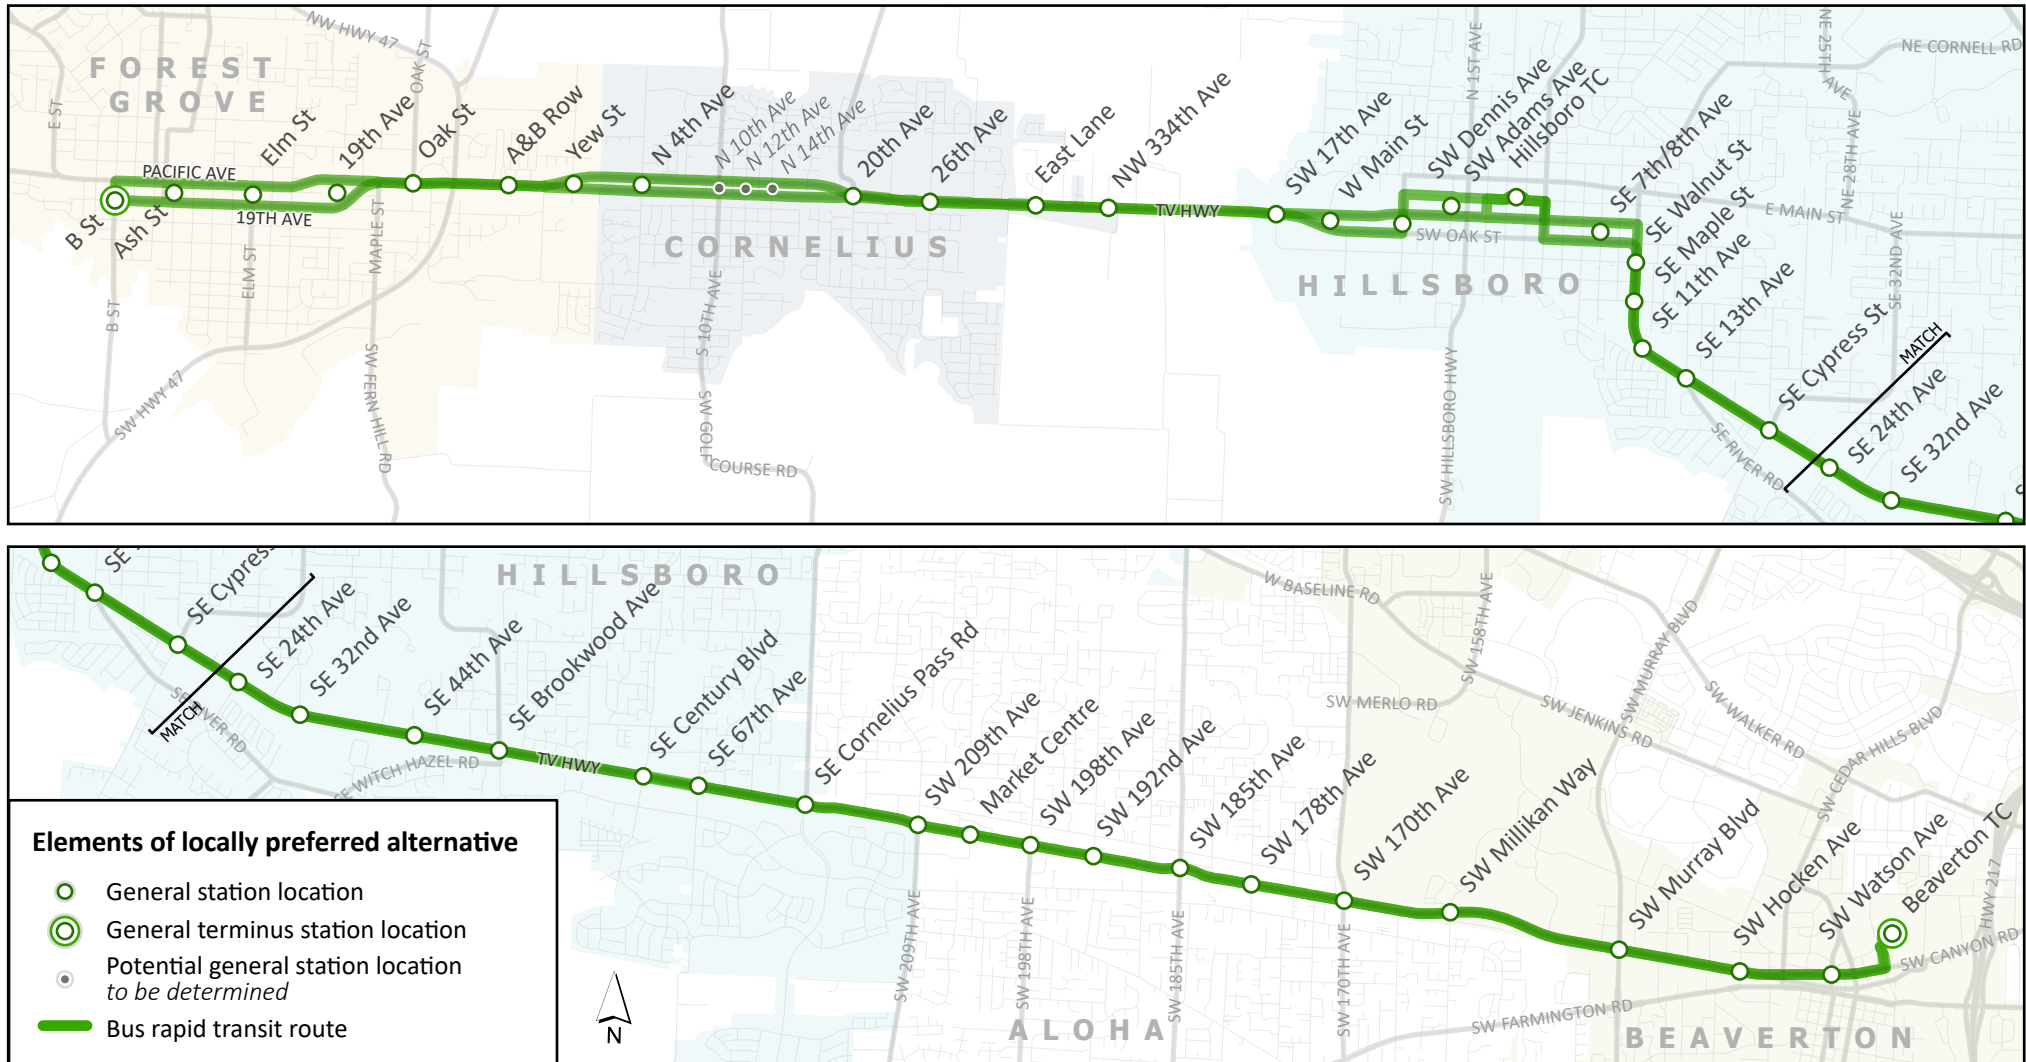 NW HWY 47
OAK ST
FOREST
GROVE
E ST
PACIFIC AVE
19TH AVE
B St
Ash St
Elm St
19th Ave
Oak St
A&B Row
Yew St
N 4th Ave
N 10th Ave
N 12th Ave
N 14th Ave
20th Ave
26th Ave
East Lane
NW 334th Ave
TV HWY
SW 17th Ave
W Main St
SW Dennis Ave
SW Adams Ave
Hillsboro TC
SE 7th/8th Ave
SE Walnut St
SE Maple St
SE 11th Ave
SE 13th Ave
SE Cypress St
SE 24th Ave
SE 32nd Ave
MATCH
N 1ST AVE
NE 25TH AVE
NE 28TH AVE
NE CORNELL RD
E MAIN ST
SE 32ND AVE
SW OAK ST
CORNELIUS
HILLSBORO
B ST
ELM ST
MAPLE ST
SW FERN HILL RD
SW HWY 47
S 10TH AVE
SW GOLF
COURSE RD
SW HILLSBORO HWY
SE RIVER RD
S
SE
SE Cypress
HILLSBORO
SE 24th Ave
SE 32nd Ave
MATCH
SE RIVER RD
SE WITCH HAZEL RD
SE 44th Ave
SE Brookwood Ave
TV HWY
SE Century Blvd
SE 67th Ave
SE Cornelius Pass Rd
SW 209th Ave
Market Centre
SW 198th Ave
SW 192nd Ave
SW 185th Ave
SW 178th Ave
SW 170th Ave
SW Millikan Way
SW Murray Blvd
SW Hocken Ave
SW Watson Ave
Beaverton TC
W BASELINE RD
SW 158TH AVE
SW MERLO RD
SW JENKINS RD
SW MURRAY BLVD
SW WALKER RD
SW CEDAR HILLS BLVD
HWY 217
SW CANYON RD
SW FARMINGTON RD
SW 209TH AVE
SW 198TH AVE
SW 185TH AVE
SW 170TH AVE
ALOHA
BEAVERTON
Elements of locally preferred alternative
General station location
General terminus station location
Potential general station location
to be determined
Bus rapid transit route
N